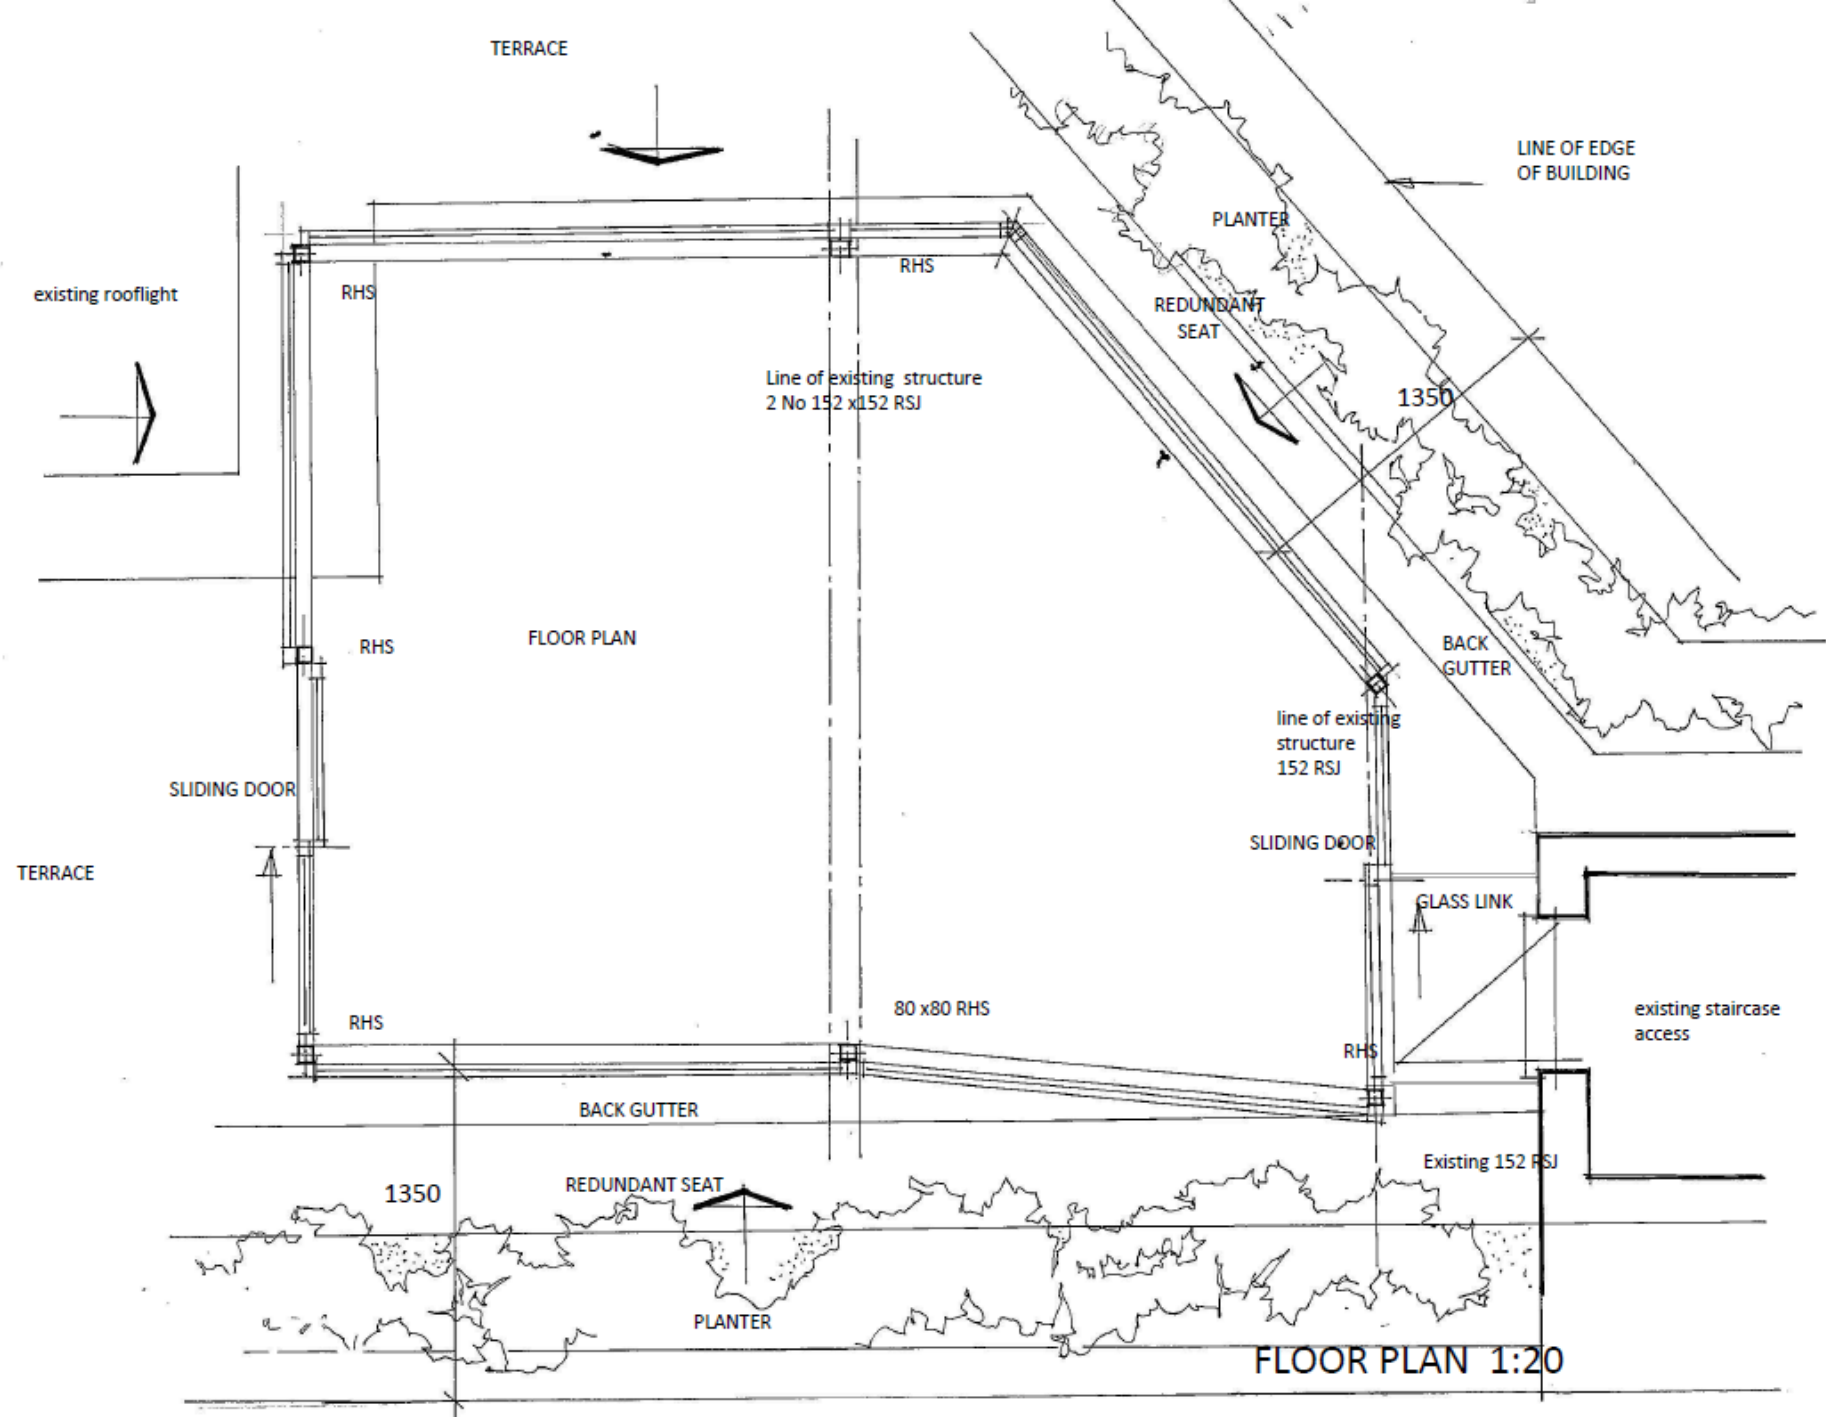 TERRACE
LINE OF EDGE
OF BUILDING
PLANTER
RHS
existing rooflight
RHS
REDUNDANT
SEAT
Line of existing  structure
2 No 152 x152 RSJ
1350
FLOOR PLAN
RHS
BACK
GUTTER
line of existing
structure
152 RSJ
SLIDING DOOR
SLIDING DOOR
TERRACE
GLASS LINK
80 x80 RHS
existing staircase
access
RHS
RHS
BACK GUTTER
Existing 152 RSJ
REDUNDANT SEAT
1350
PLANTER
FLOOR PLAN  1:20